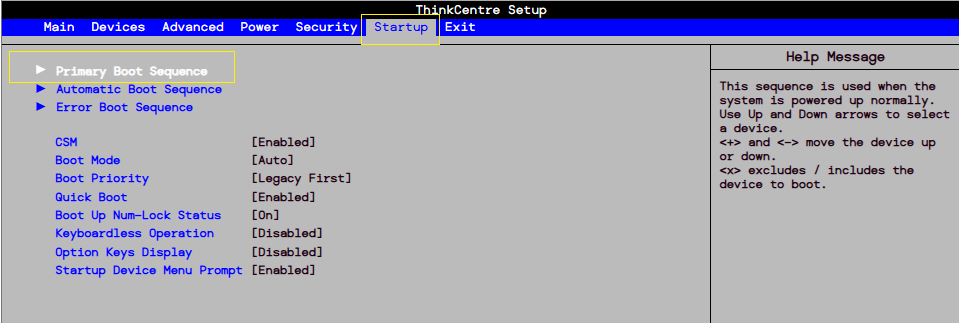 ThinkCentre Setup
Main Devices Advanced Power Security Startup Exit
Primary Boot Sequence
Automatic Boot Sequence
Error Boot Sequence
CSM [Enabled]
Boot Mode [Auto]
Boot Priority [Legacy First]
Quick Boot [Enabled]
Boot Up Num-Lock Status [On]
Keyboardless Operation [Disabled]
Option Keys Display [Disabled]
Startup Device Menu Prompt [Enabled]
Help Message
This sequence is used when the
system is powered up normally.
Use Up and Down arrows to select
a device.
<+> and <-> move the device up
or down.
<x> excludes / includes the
device to boot.